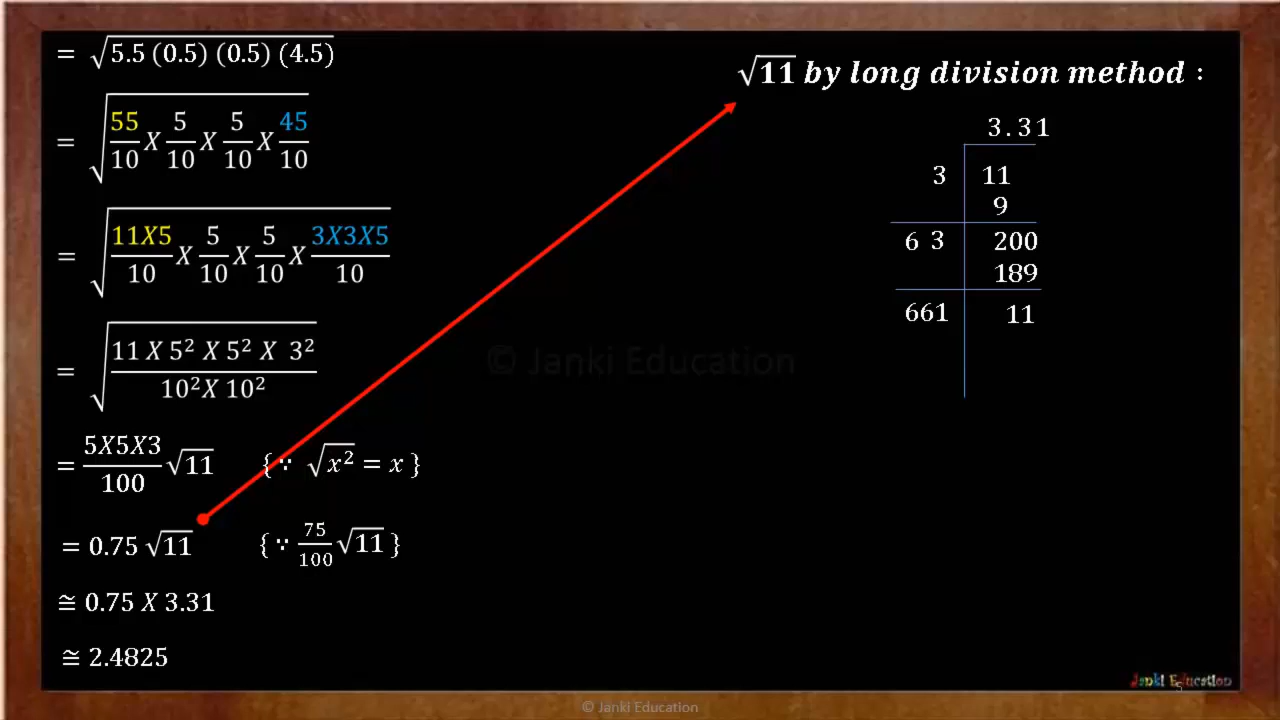 = √5.5 (0.5) (0.5) (4.5)
= √55/10 X 5/10 X 5/10 X 45/10
= √11X5/10 X 5/10 X 5/10 X 3X3X5/10
= √11 X 5² X 5² X 3²/10²X 10²
= 5X5X3/100 √11 {∵ √x² = x }
= 0.75 √11 {∵ 75/100 √11 }
≅ 0.75 X 3.31
≅ 2.4825
√11 by long division method :
3.31
3 11
9
6 3 200
189
661 11
© Janki Education
Janki Education
© Janki Education